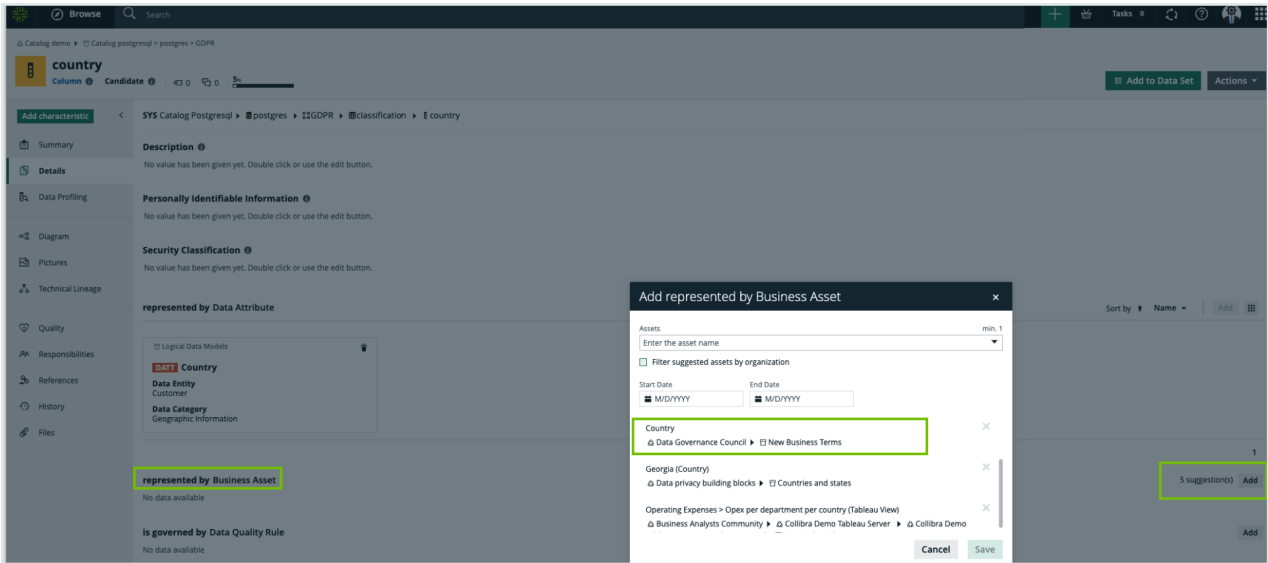 Browse
Search
Tasks 0
Catalog demo Catalog postgresql > postgres > GDPR
country
Column Candidate 0 0 5%
Add to Data Set
Actions
Add characteristic
SYS Catalog Postgresql postgres GDPR classification country
Summary
Details
Data Profiling
Diagram
Pictures
Technical Lineage
Quality
Responsibilities
References
History
Files
Description
No value has been given yet. Double click or use the edit button.
Personally Identifiable Information
No value has been given yet. Double click or use the edit button.
Security Classification
No value has been given yet. Double click or use the edit button.
represented by Data Attribute
Sort by Name
Add
Logical Data Models
DATT Country
Data Entity
Customer
Data Category
Geographic Information
1
represented by Business Asset
5 suggestion(s) Add
No data available
is governed by Data Quality Rule
Add
No data available
Add represented by Business Asset
Assets
min. 1
Enter the asset name
Filter suggested assets by organization
Start Date
End Date
M/D/YYYY
M/D/YYYY
Country
Data Governance Council New Business Terms
Georgia (Country)
Data privacy building blocks Countries and states
Operating Expenses > Opex per department per country (Tableau View)
Business Analysts Community Collibra Demo Tableau Server Collibra Demo
Cancel
Save